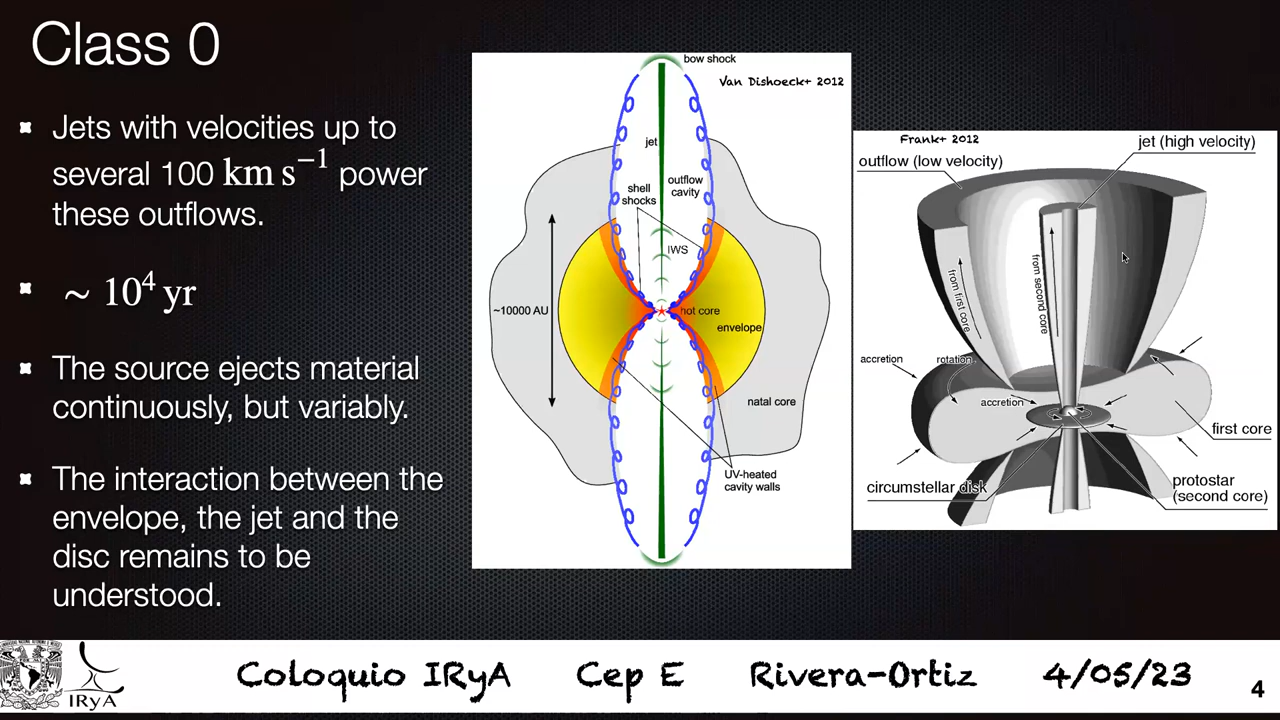 Class 0
Jets with velocities up to
several 100 km s⁻¹ power
these outflows.
~ 10⁴ yr
The source ejects material
continuously, but variably.
The interaction between the
envelope, the jet and the
disc remains to be
understood.
bow shock
Van Dishoeck+ 2012
jet
outflow
cavity
shell
shocks
IWS
~10000 AU
hot core
envelope
natal core
UV-heated
cavity walls
Frank+ 2012
jet (high velocity)
outflow (low velocity)
from first core
from second core
accretion
rotation
accretion
first core
circumstellar disk
protostar
(second core)
IRyA
Coloquio IRyA Cep E Rivera-Ortiz 4/05/23
4